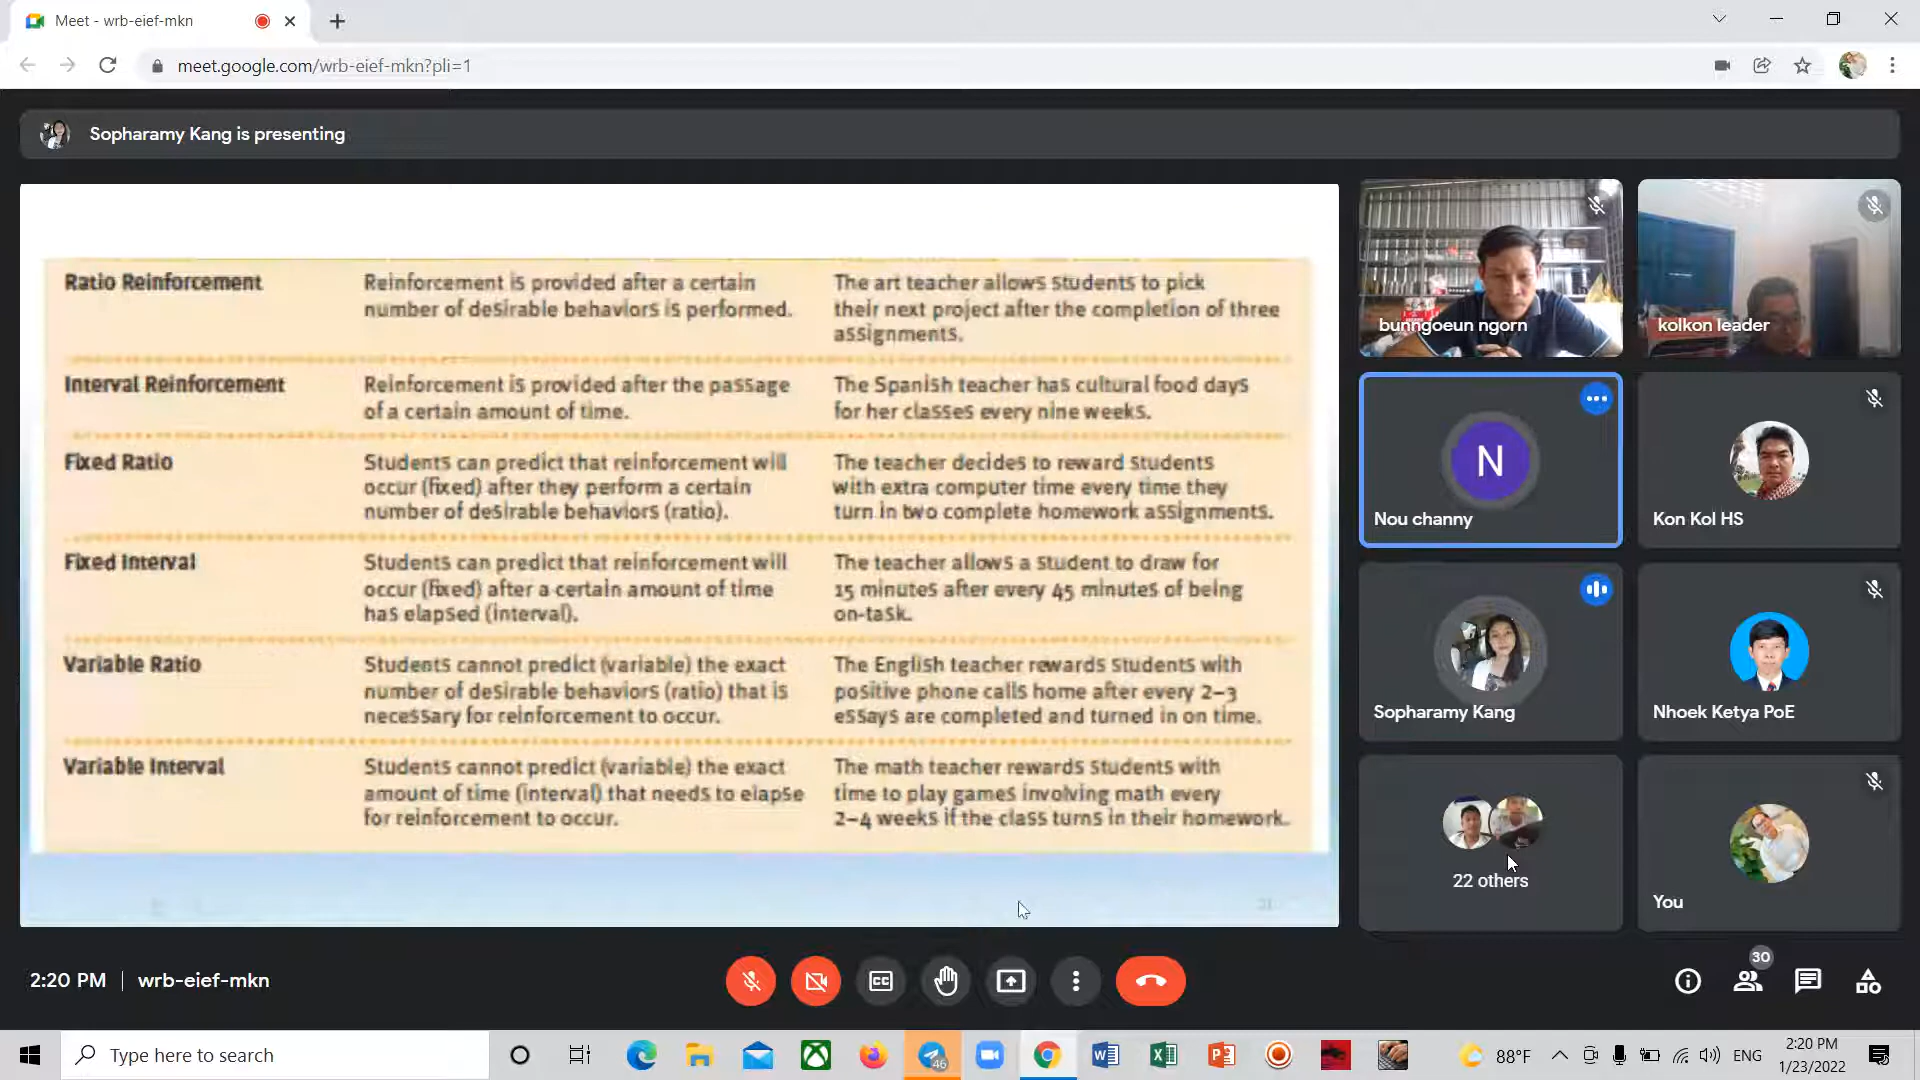 Meet - wrb-eief-mkn
meet.google.com/wrb-eief-mkn?pli=1
Sopharamy Kang is presenting
Ratio Reinforcement
Reinforcement is provided after a certain
number of desirable behaviors is performed.
The art teacher allows students to pick
their next project after the completion of three
assignments.
Interval Reinforcement
Reinforcement is provided after the passage
of a certain amount of time.
The Spanish teacher has cultural food days
for her classes every nine weeks.
Fixed Ratio
Students can predict that reinforcement will
occur (fixed) after they perform a certain
number of desirable behaviors (ratio).
The teacher decides to reward students
with extra computer time every time they
turn in two complete homework assignments.
Fixed Interval
Students can predict that reinforcement will
occur (fixed) after a certain amount of time
has elapsed (interval).
The teacher allows a student to draw for
15 minutes after every 45 minutes of being
on-task.
Variable Ratio
Students cannot predict (variable) the exact
number of desirable behaviors (ratio) that is
necessary for reinforcement to occur.
The English teacher rewards students with
positive phone calls home after every 2–3
essays are completed and turned in on time.
Variable Interval
Students cannot predict (variable) the exact
amount of time (interval) that needs to elapse
for reinforcement to occur.
The math teacher rewards students with
time to play games involving math every
2–4 weeks if the class turns in their homework.
21
bunngoeun ngorn
kolkon leader
N
Nou channy
Kon Kol HS
Sopharamy Kang
Nhoek Ketya PoE
22 others
You
2:20 PM | wrb-eief-mkn
CC
30
Type here to search
46
88°F
ENG
2:20 PM
1/23/2022